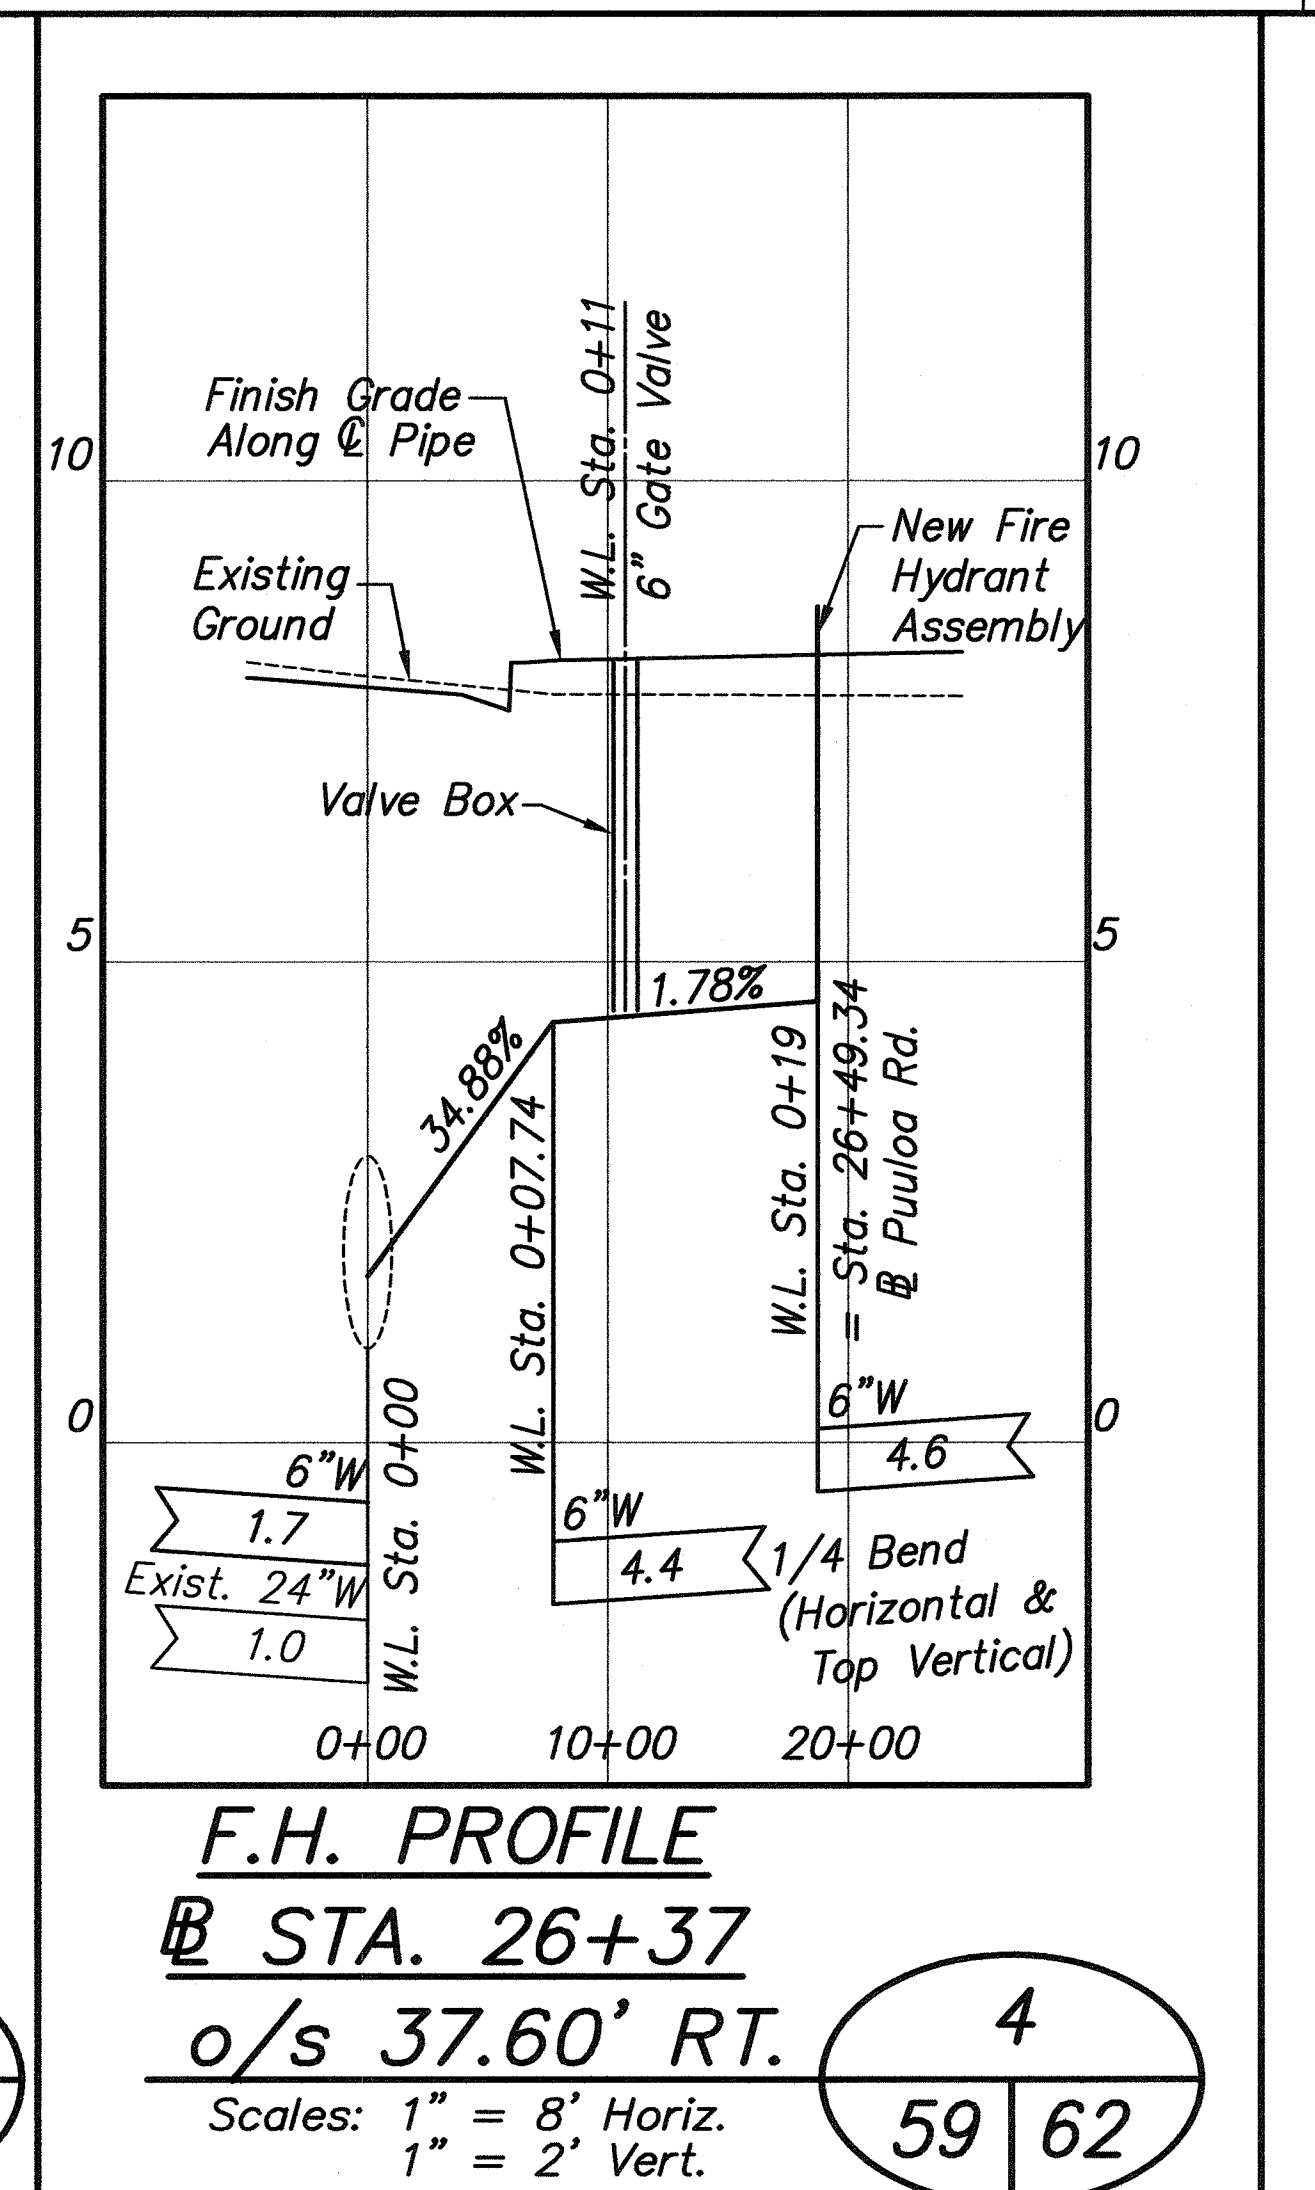 W.L. Sta. 0+11
6" Gate Valve
Finish Grade
Along ℄ Pipe
10
10
New Fire
Hydrant
Assembly
Existing
Ground
Valve Box
5
5
1.78%
34.88%
W.L. Sta. 0+07.74
W.L. Sta. 0+19
= Sta. 26+49.34
BL Puuloa Rd.
0
0
W.L. Sta. 0+00
6"W
4.6
6"W
1.7
6"W
4.4
1/4 Bend
(Horizontal &
Top Vertical)
Exist. 24"W
1.0
0+00 10+00 20+00
F.H. PROFILE
BL STA. 26+37
o/s 37.60' RT.
Scales: 1" = 8' Horiz.
1" = 2' Vert.
4
59 62